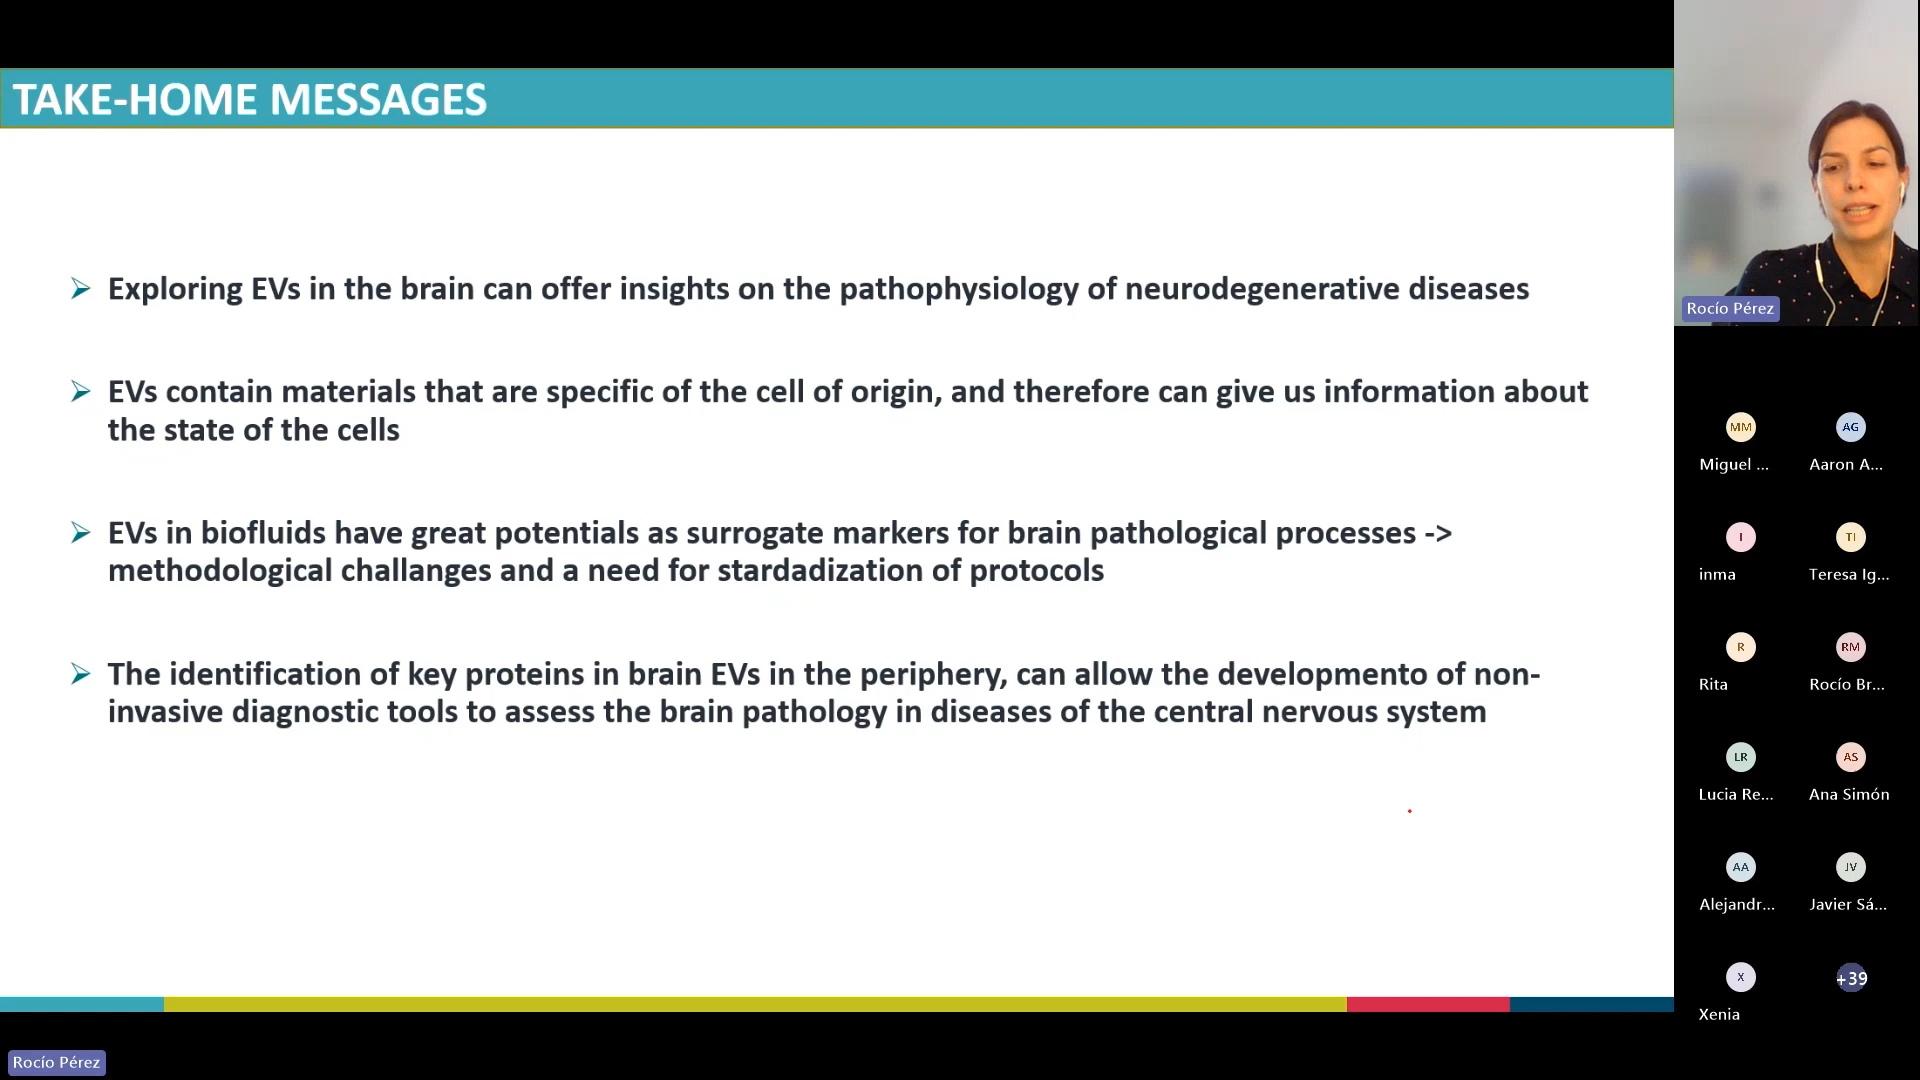 TAKE-HOME MESSAGES
Exploring EVs in the brain can offer insights on the pathophysiology of neurodegenerative diseases
EVs contain materials that are specific of the cell of origin, and therefore can give us information about
the state of the cells
EVs in biofluids have great potentials as surrogate markers for brain pathological processes ->
methodological challanges and a need for stardadization of protocols
The identification of key proteins in brain EVs in the periphery, can allow the developmento of non-
invasive diagnostic tools to assess the brain pathology in diseases of the central nervous system
Rocío Pérez
MM
AG
Miguel ...
Aaron A...
I
TI
inma
Teresa Ig...
R
RM
Rita
Rocío Br...
LR
AS
Lucia Re...
Ana Simón
AA
JV
Alejandr...
Javier Sá...
X
+39
Xenia
Rocío Pérez